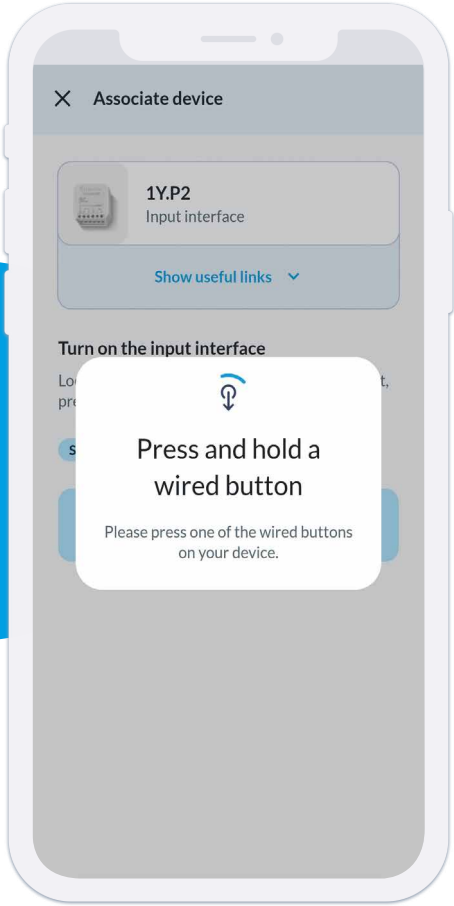 Associate device
1Y.P2
Input interface
Show useful links
Turn on the input interface
Press and hold a
wired button
Please press one of the wired buttons
on your device.